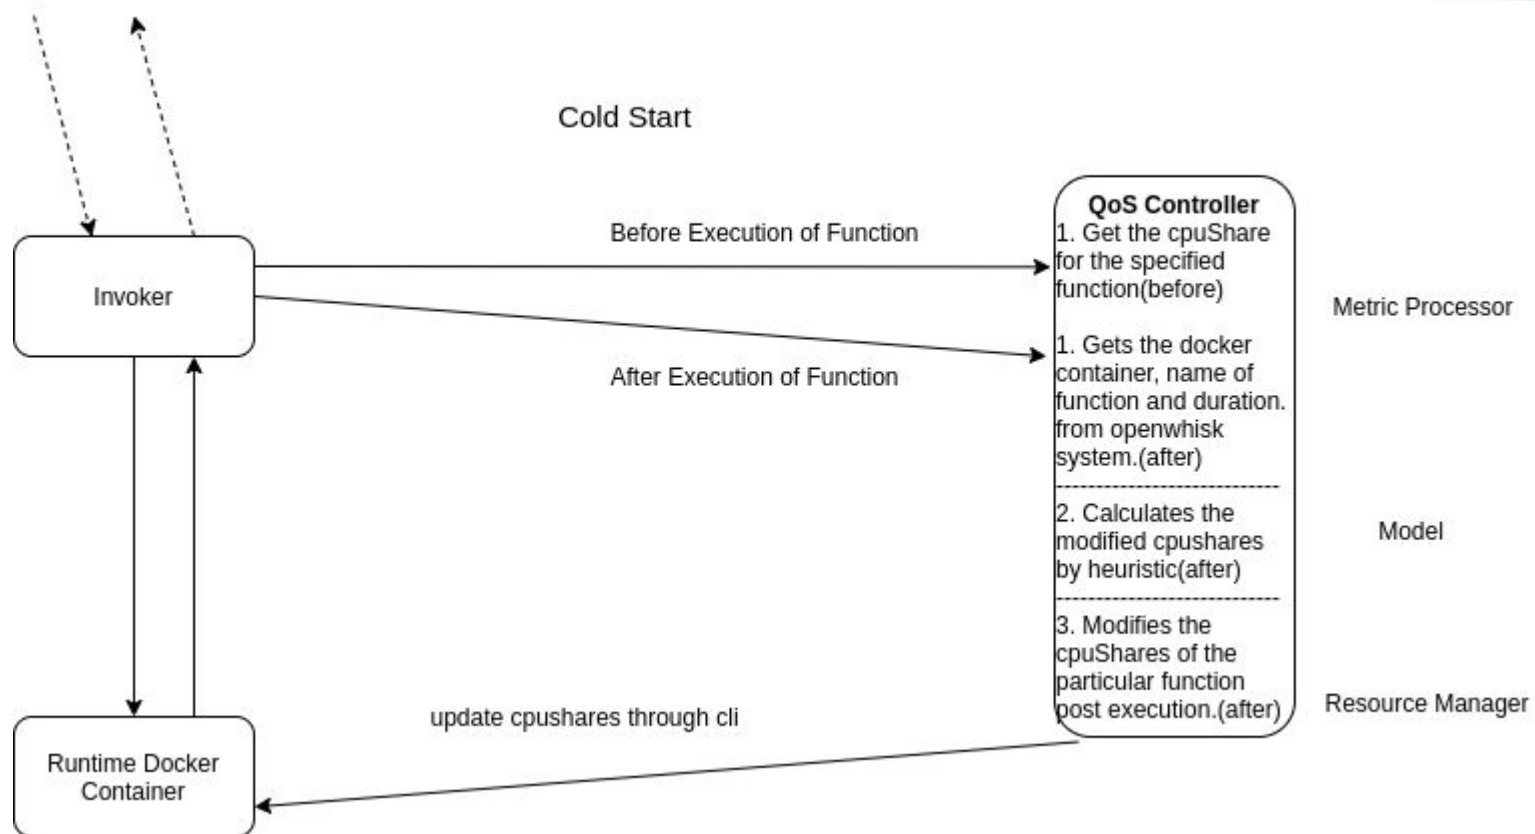 Cold Start
QoS Controller
Before Execution of Function
1. Get the cpuShare
for the specified
function(before)
Invoker
Metric Processor
1. Gets the docker
container, name of
function and duration.
from openwhisk
system.(after)
After Execution of Function
2. Calculates the
modified cpushares
by heuristic(after)
Model
3. Modifies the
cpuShares of the
particular function
post execution.(after)
Resource Manager
update cpushares through cli
Runtime Docker
Container